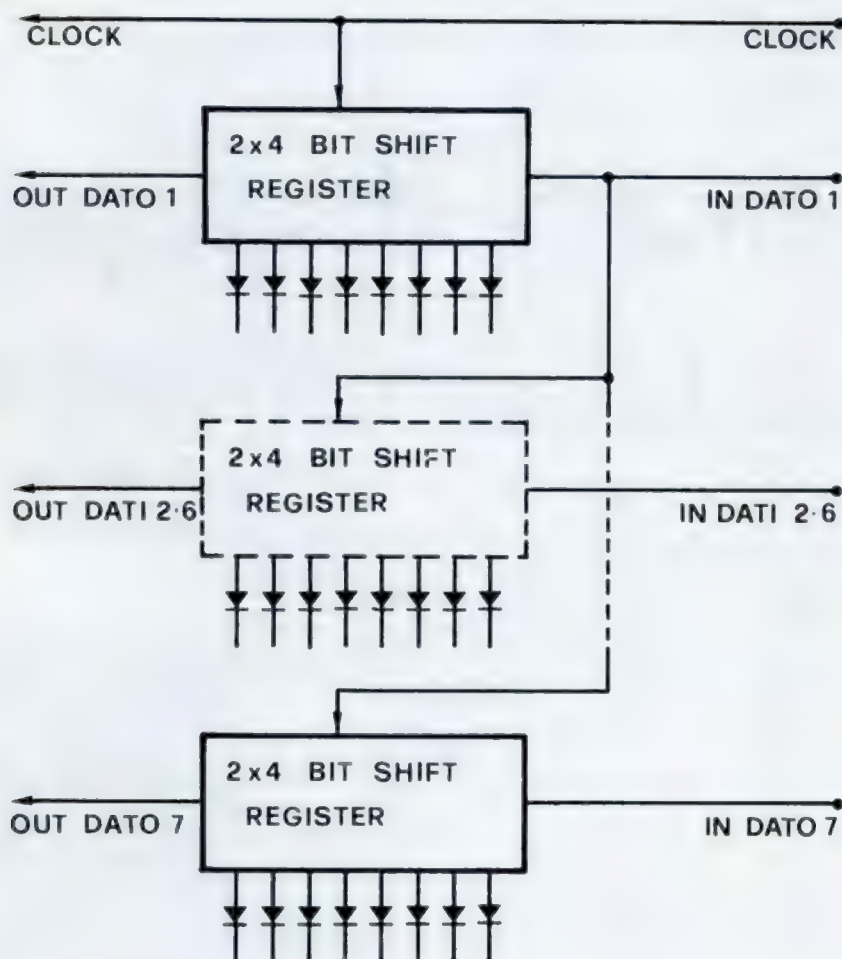 CLOCK CLOCK
2x4 BIT SHIFT
REGISTER
OUT DATO 1 IN DATO 1
2x4 BIT SHIFT
REGISTER
OUT DATI 2·6 IN DATI 2·6
2x4 BIT SHIFT
REGISTER
OUT DATO 7 IN DATO 7